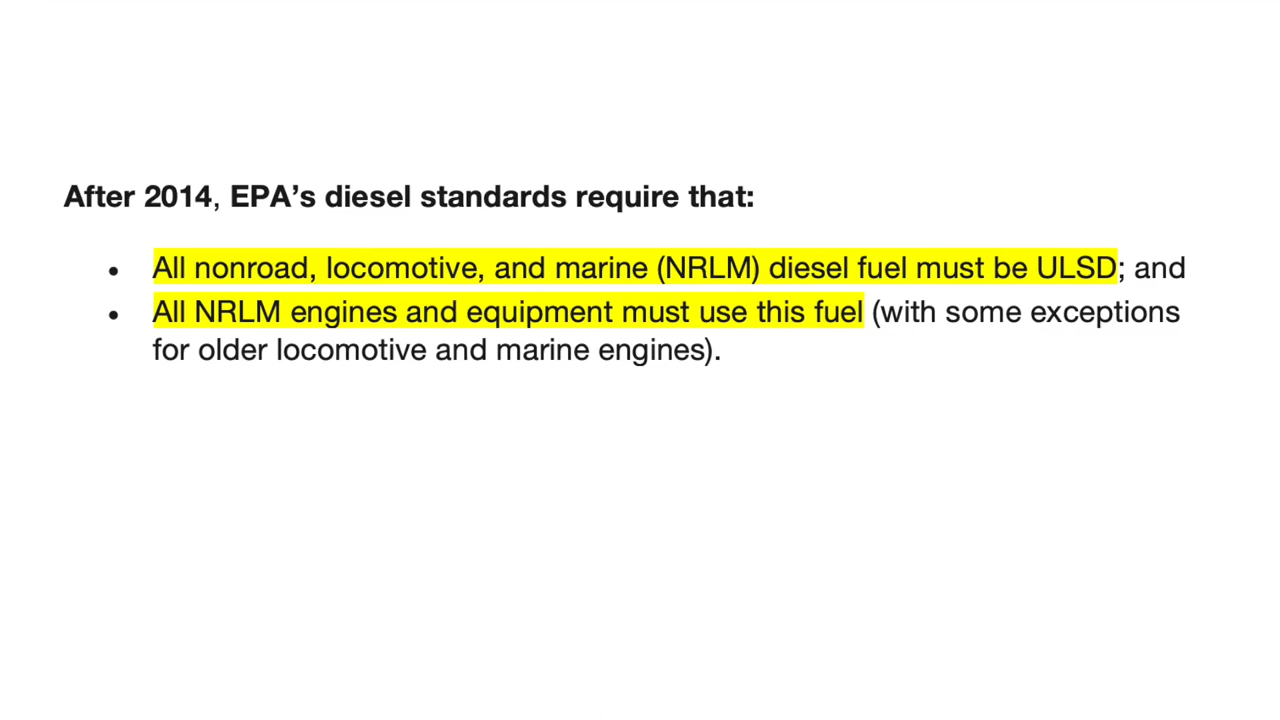 After 2014, EPA’s diesel standards require that:
• All nonroad, locomotive, and marine (NRLM) diesel fuel must be ULSD; and
• All NRLM engines and equipment must use this fuel (with some exceptions
for older locomotive and marine engines).